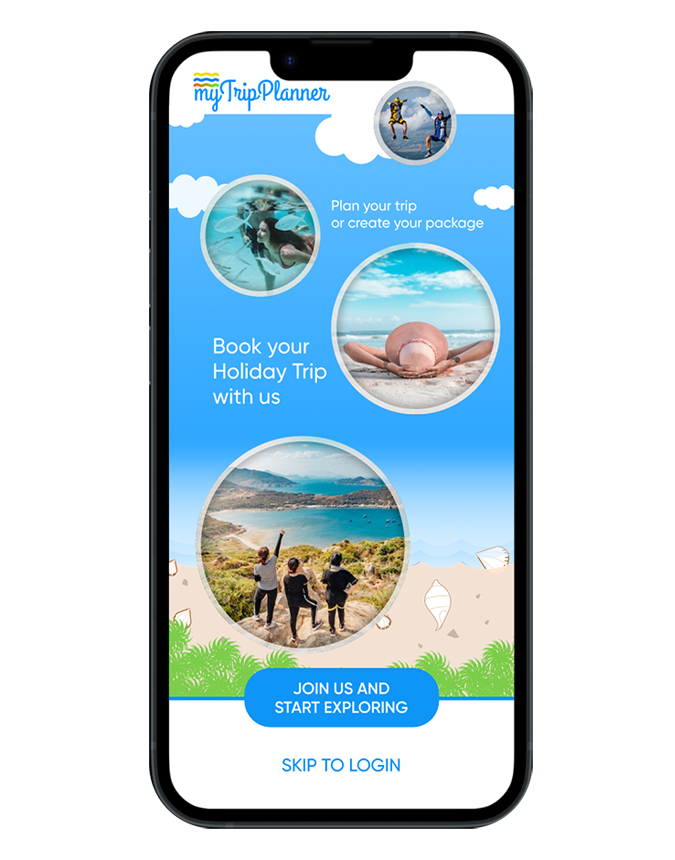 myTripPlanner
Plan your trip
or create your package
Book your
Holiday Trip
with us
JOIN US AND
START EXPLORING
SKIP TO LOGIN